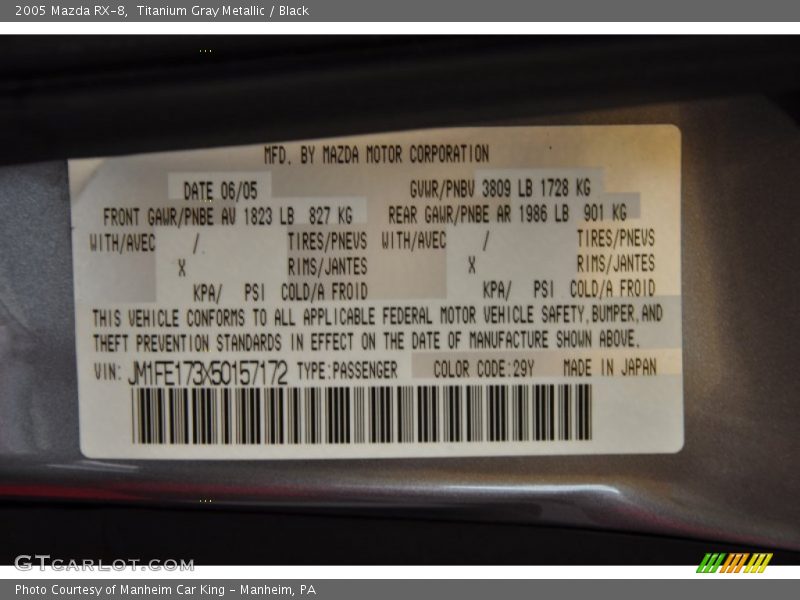 2005 Mazda RX-8, Titanium Gray Metallic / Black
MFD. BY MAZDA MOTOR CORPORATION
DATE 06/05 GVWR/PNBV 3809 LB 1728 KG
FRONT GAWR/PNBE AV 1823 LB 827 KG REAR GAWR/PNBE AR 1986 LB 901 KG
WITH/AVEC / TIRES/PNEUS WITH/AVEC / TIRES/PNEUS
X RIMS/JANTES X RIMS/JANTES
KPA/ PSI COLD/A FROID KPA/ PSI COLD/A FROID
THIS VEHICLE CONFORMS TO ALL APPLICABLE FEDERAL MOTOR VEHICLE SAFETY,BUMPER,AND
THEFT PREVENTION STANDARDS IN EFFECT ON THE DATE OF MANUFACTURE SHOWN ABOVE.
VIN: JM1FE173X50157172 TYPE:PASSENGER COLOR CODE:29Y MADE IN JAPAN
GTCARLOT.COM
Photo Courtesy of Manheim Car King - Manheim, PA